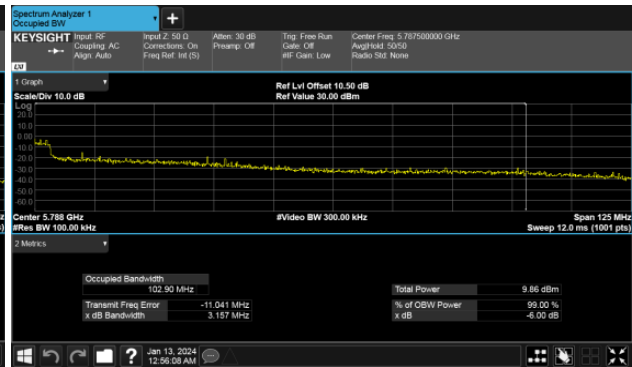 Spectrum Analyzer 1
Occupied BW
+
KEYSIGHT
Input: RF
Coupling: AC
Align: Auto
Input Z: 50 Ω
Corrections: On
Freq Ref: Int (S)
Atten: 30 dB
Preamp: Off
Trig: Free Run
Gate: Off
#IF Gain: Low
Center Freq: 5.787500000 GHz
Avg|Hold: 50/50
Radio Std: None
LXI
1 Graph
Scale/Div 10.0 dB
Ref Lvl Offset 10.50 dB
Ref Value 30.00 dBm
Log
20.0
10.0
0.00
-10.0
-20.0
-30.0
-40.0
-50.0
-60.0
Center 5.788 GHz
#Res BW 100.00 kHz
#Video BW 300.00 kHz
Span 125 MHz
Sweep 12.0 ms (1001 pts)
2 Metrics
Occupied Bandwidth
102.90 MHz
Transmit Freq Error -11.041 MHz
x dB Bandwidth 3.157 MHz
Total Power 9.86 dBm
% of OBW Power 99.00 %
x dB -6.00 dB
?
Jan 13, 2024
12:56:08 AM